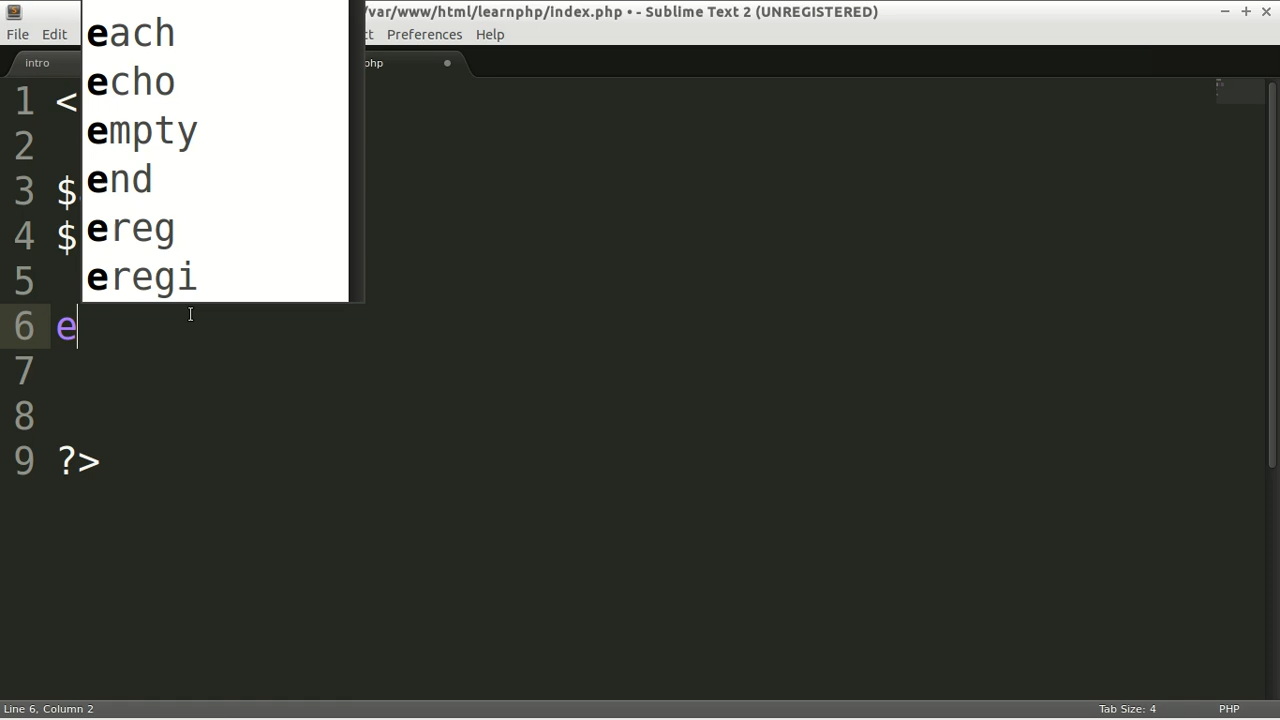 /var/www/html/learnphp/index.php • - Sublime Text 2 (UNREGISTERED)
File Edit Preferences Help
intro
each
echo
empty
end
ereg
eregi
1 <
2
3 $
4 $
5
6 e
7
8
9 ?>
Line 6, Column 2 Tab Size: 4 PHP